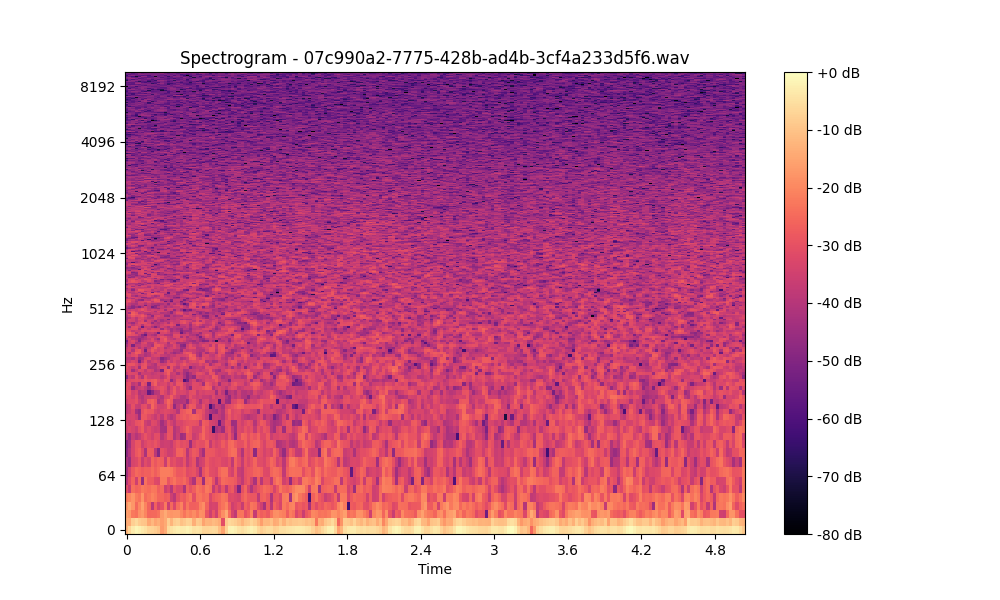 Spectrogram - 07c990a2-7775-428b-ad4b-3cf4a233d5f6.wav
Hz
8192
4096
2048
1024
512
256
128
64
0
0 0.6 1.2 1.8 2.4 3 3.6 4.2 4.8
Time
+0 dB
-10 dB
-20 dB
-30 dB
-40 dB
-50 dB
-60 dB
-70 dB
-80 dB